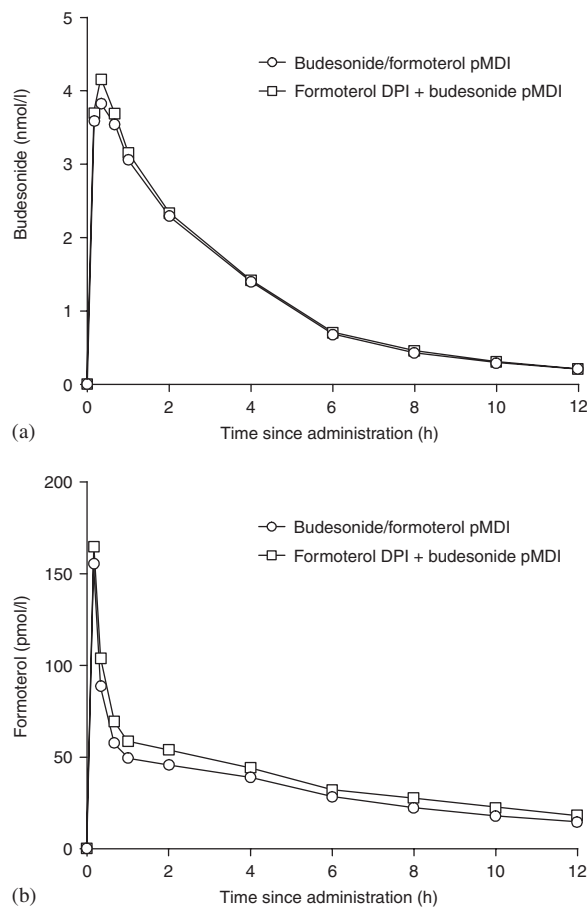 5
4
3
2
1
0
Budesonide (nmol/l)
Budesonide/formoterol pMDI
Formoterol DPI + budesonide pMDI
0 2 4 6 8 10 12
(a)
Time since administration (h)
200
150
100
50
0
Formoterol (pmol/l)
Budesonide/formoterol pMDI
Formoterol DPI + budesonide pMDI
0 2 4 6 8 10 12
(b)
Time since administration (h)